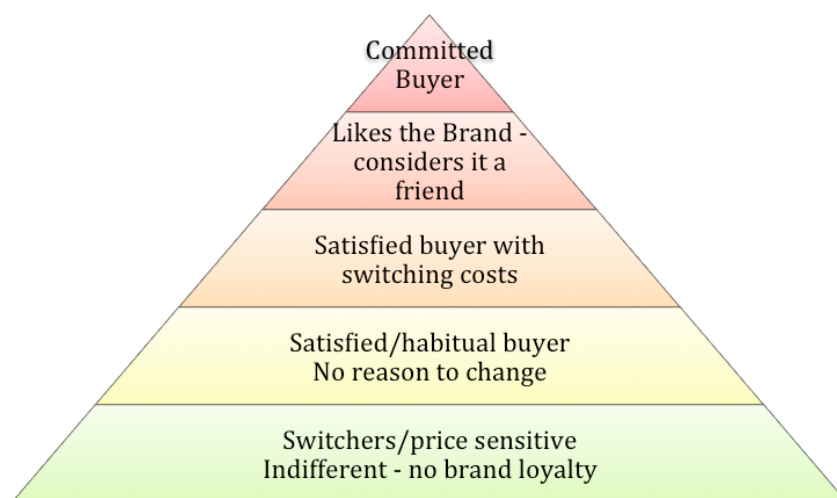 Committed
Buyer
Likes the Brand -
considers it a
friend
Satisfied buyer with
switching costs
Satisfied/habitual buyer
No reason to change
Switchers/price sensitive
Indifferent - no brand loyalty